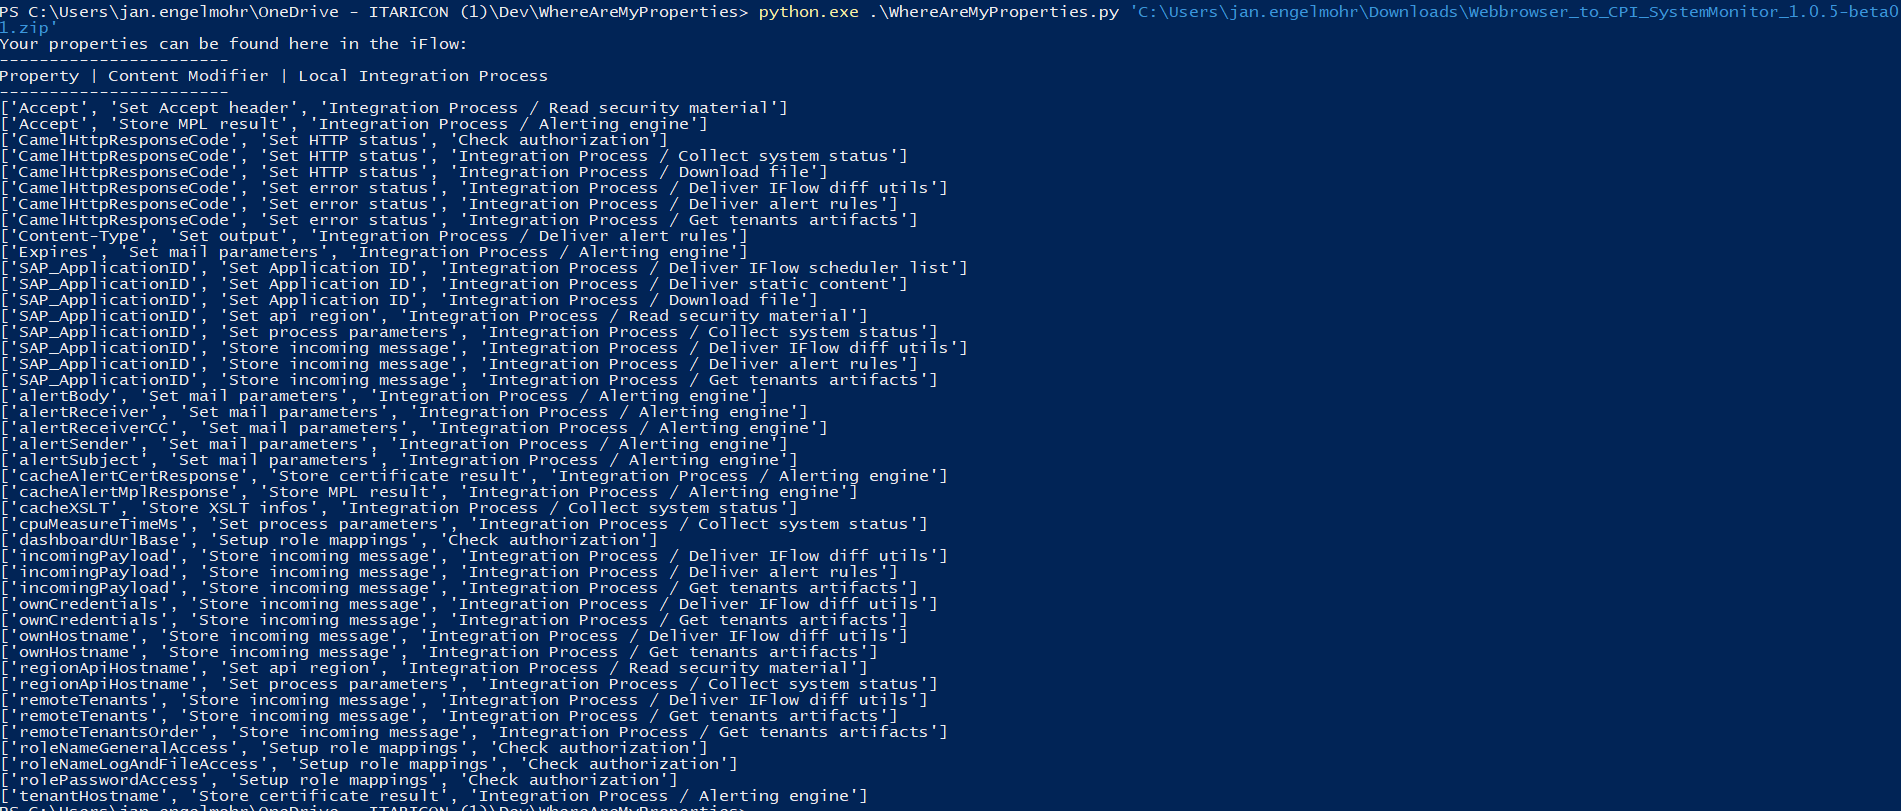 PS C:\Users\jan.engelmohr\OneDrive - ITARICON (1)\Dev\WhereAreMyProperties> python.exe .\WhereAreMyProperties.py 'C:\Users\jan.engelmohr\Downloads\Webbrowser_to_CPI_SystemMonitor_1.0.5-beta0
1.zip'
Your properties can be found here in the iFlow:
-----------------------
Property | Content Modifier | Local Integration Process
-----------------------
['Accept', 'Set Accept header', 'Integration Process / Read security material']
['Accept', 'Store MPL result', 'Integration Process / Alerting engine']
['CamelHttpResponseCode', 'Set HTTP status', 'Check authorization']
['CamelHttpResponseCode', 'Set HTTP status', 'Integration Process / Collect system status']
['CamelHttpResponseCode', 'Set HTTP status', 'Integration Process / Download file']
['CamelHttpResponseCode', 'Set error status', 'Integration Process / Deliver IFlow diff utils']
['CamelHttpResponseCode', 'Set error status', 'Integration Process / Deliver alert rules']
['CamelHttpResponseCode', 'Set error status', 'Integration Process / Get tenants artifacts']
['Content-Type', 'Set output', 'Integration Process / Deliver alert rules']
['Expires', 'Set mail parameters', 'Integration Process / Alerting engine']
['SAP_ApplicationID', 'Set Application ID', 'Integration Process / Deliver IFlow scheduler list']
['SAP_ApplicationID', 'Set Application ID', 'Integration Process / Deliver static content']
['SAP_ApplicationID', 'Set Application ID', 'Integration Process / Download file']
['SAP_ApplicationID', 'Set api region', 'Integration Process / Read security material']
['SAP_ApplicationID', 'Set process parameters', 'Integration Process / Collect system status']
['SAP_ApplicationID', 'Store incoming message', 'Integration Process / Deliver IFlow diff utils']
['SAP_ApplicationID', 'Store incoming message', 'Integration Process / Deliver alert rules']
['SAP_ApplicationID', 'Store incoming message', 'Integration Process / Get tenants artifacts']
['alertBody', 'Set mail parameters', 'Integration Process / Alerting engine']
['alertReceiver', 'Set mail parameters', 'Integration Process / Alerting engine']
['alertReceiverCC', 'Set mail parameters', 'Integration Process / Alerting engine']
['alertSender', 'Set mail parameters', 'Integration Process / Alerting engine']
['alertSubject', 'Set mail parameters', 'Integration Process / Alerting engine']
['cacheAlertCertResponse', 'Store certificate result', 'Integration Process / Alerting engine']
['cacheAlertMplResponse', 'Store MPL result', 'Integration Process / Alerting engine']
['cacheXSLT', 'Store XSLT infos', 'Integration Process / Collect system status']
['cpuMeasureTimeMs', 'Set process parameters', 'Integration Process / Collect system status']
['dashboardUrlBase', 'Setup role mappings', 'Check authorization']
['incomingPayload', 'Store incoming message', 'Integration Process / Deliver IFlow diff utils']
['incomingPayload', 'Store incoming message', 'Integration Process / Deliver alert rules']
['incomingPayload', 'Store incoming message', 'Integration Process / Get tenants artifacts']
['ownCredentials', 'Store incoming message', 'Integration Process / Deliver IFlow diff utils']
['ownCredentials', 'Store incoming message', 'Integration Process / Get tenants artifacts']
['ownHostname', 'Store incoming message', 'Integration Process / Deliver IFlow diff utils']
['ownHostname', 'Store incoming message', 'Integration Process / Get tenants artifacts']
['regionApiHostname', 'Set api region', 'Integration Process / Read security material']
['regionApiHostname', 'Set process parameters', 'Integration Process / Collect system status']
['remoteTenants', 'Store incoming message', 'Integration Process / Deliver IFlow diff utils']
['remoteTenants', 'Store incoming message', 'Integration Process / Get tenants artifacts']
['remoteTenantsOrder', 'Store incoming message', 'Integration Process / Get tenants artifacts']
['roleNameGeneralAccess', 'Setup role mappings', 'Check authorization']
['roleNameLogAndFileAccess', 'Setup role mappings', 'Check authorization']
['rolePasswordAccess', 'Setup role mappings', 'Check authorization']
['tenantHostname', 'Store certificate result', 'Integration Process / Alerting engine']
PS C:\Users\jan.engelmohr\OneDrive - ITARICON (1)\Dev\WhereAreMyProperties>